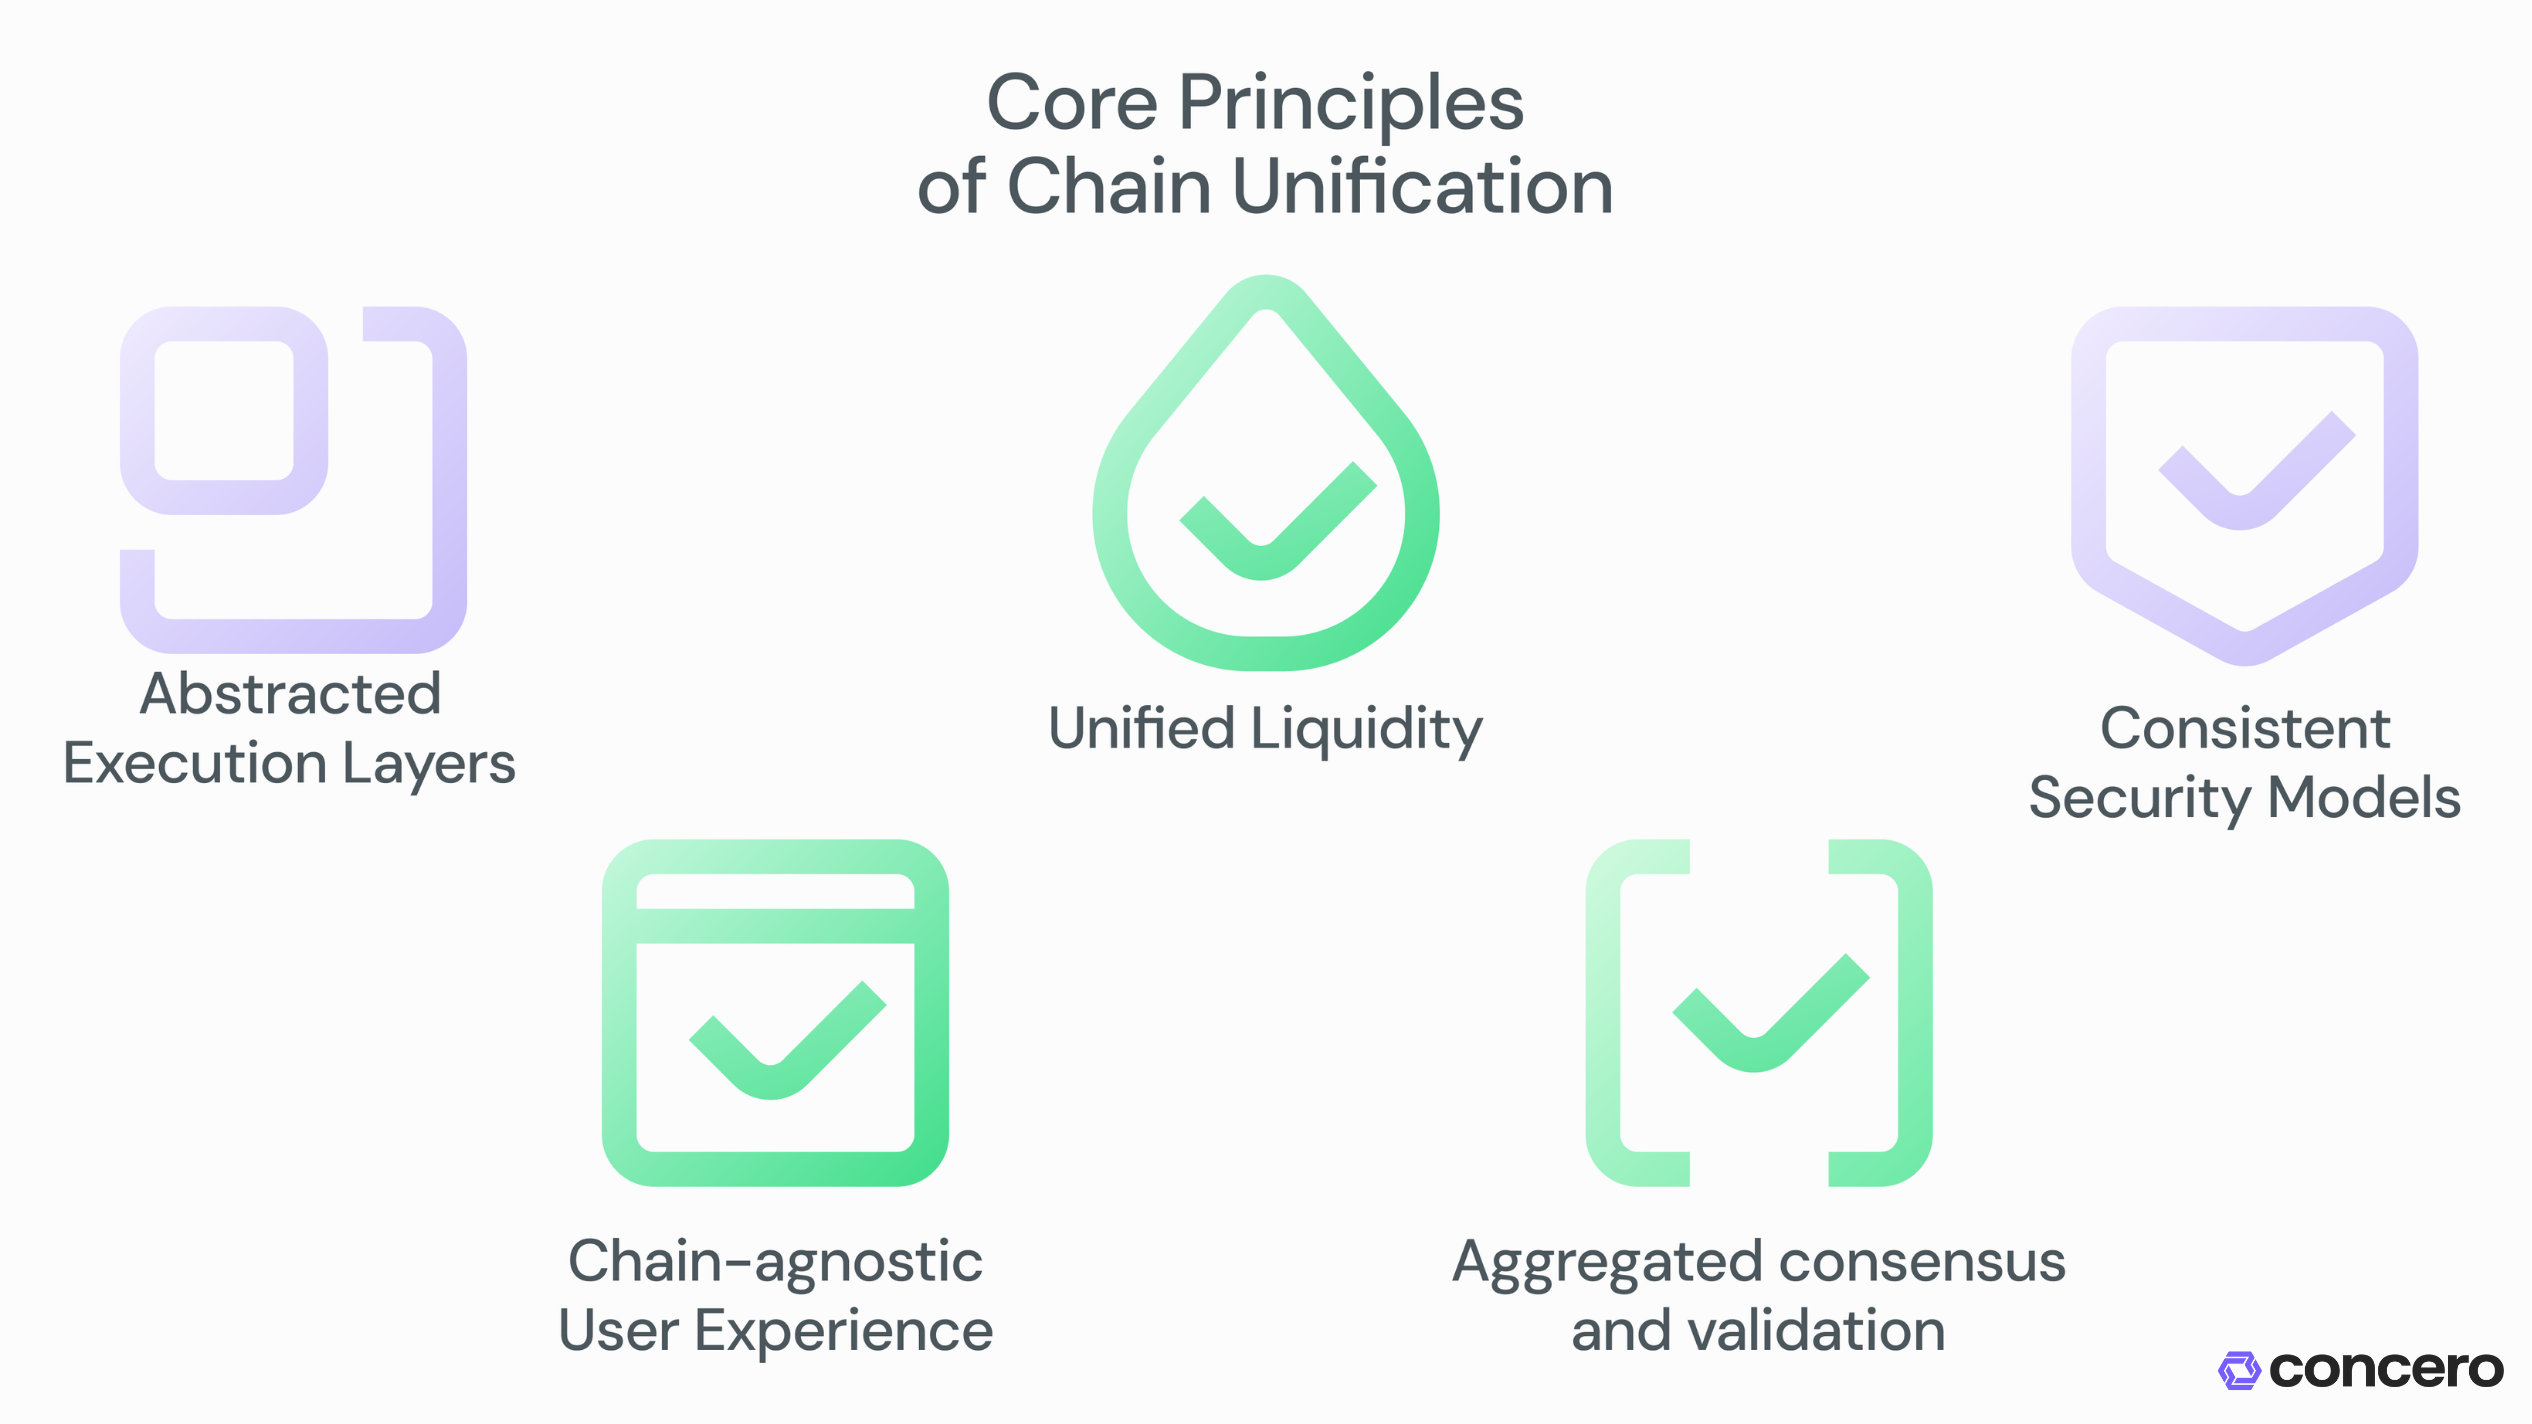 Core Principles
of Chain Unification
Abstracted
Execution Layers
Unified Liquidity
Consistent
Security Models
Chain-agnostic
User Experience
Aggregated consensus
and validation
concero